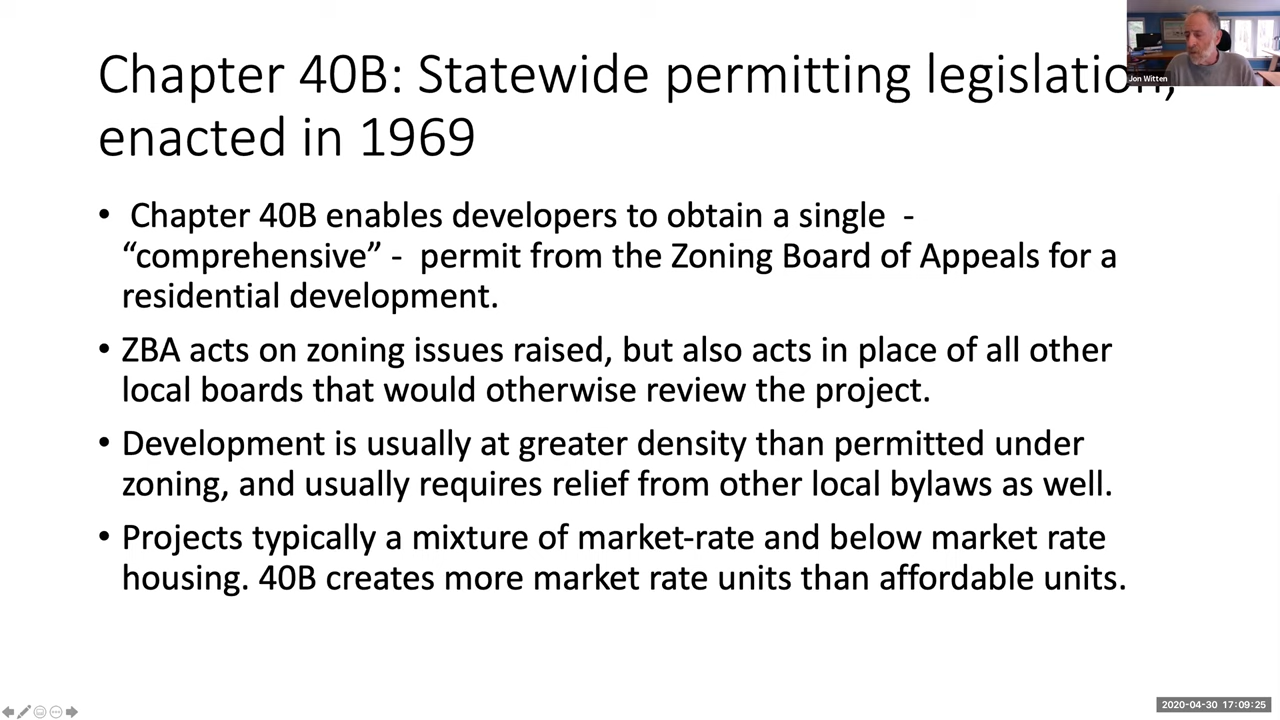 Chapter 40B: Statewide permitting legislation,
enacted in 1969
Jon Witten
• Chapter 40B enables developers to obtain a single -
“comprehensive” - permit from the Zoning Board of Appeals for a
residential development.
• ZBA acts on zoning issues raised, but also acts in place of all other
local boards that would otherwise review the project.
• Development is usually at greater density than permitted under
zoning, and usually requires relief from other local bylaws as well.
• Projects typically a mixture of market-rate and below market rate
housing. 40B creates more market rate units than affordable units.
2020-04-30 17:09:25